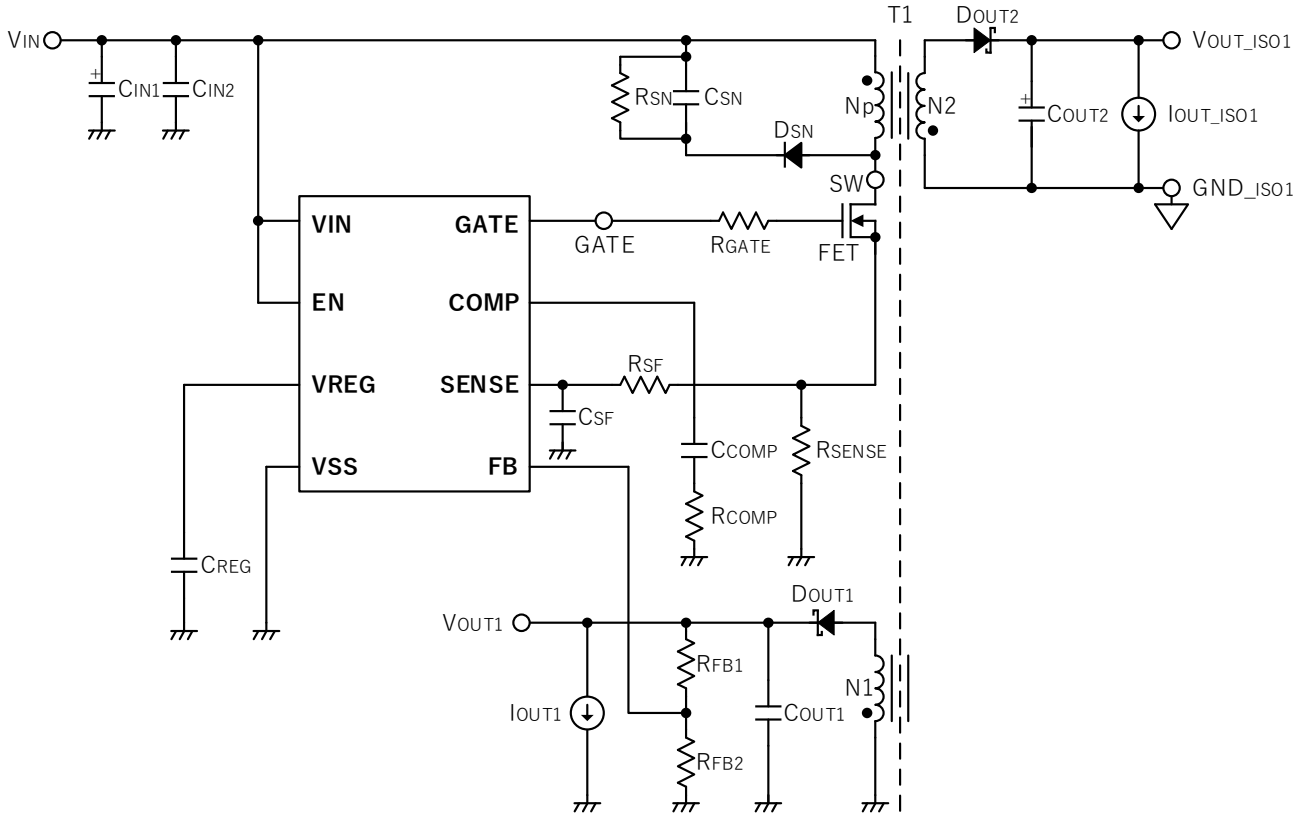 T1
DOUT2
VIN
VOUT_ISO1
+
CIN1
CIN2
RSN
CSN
Np
N2
+
COUT2
IOUT_ISO1
DSN
SW
GND_ISO1
VIN
GATE
GATE
RGATE
FET
EN
COMP
VREG
SENSE
RSF
CSF
CCOMP
RSENSE
VSS
FB
RCOMP
CREG
DOUT1
VOUT1
RFB1
N1
IOUT1
COUT1
RFB2